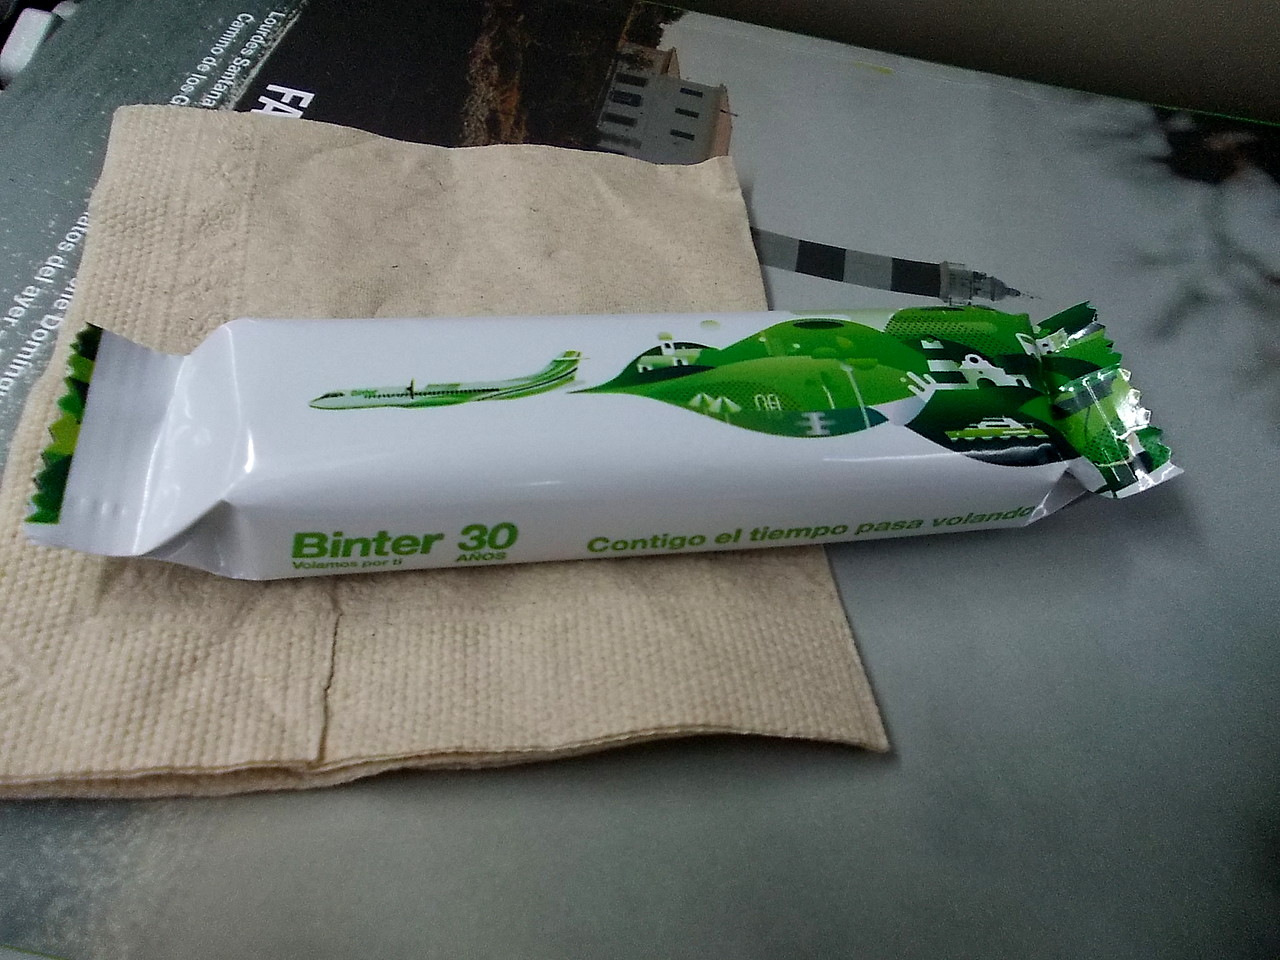 Lourdes Santana
Camino de los
FA
del ayer
Binter
Binter 30
AÑOS
Volamos por ti
Contigo el tiempo pasa volando